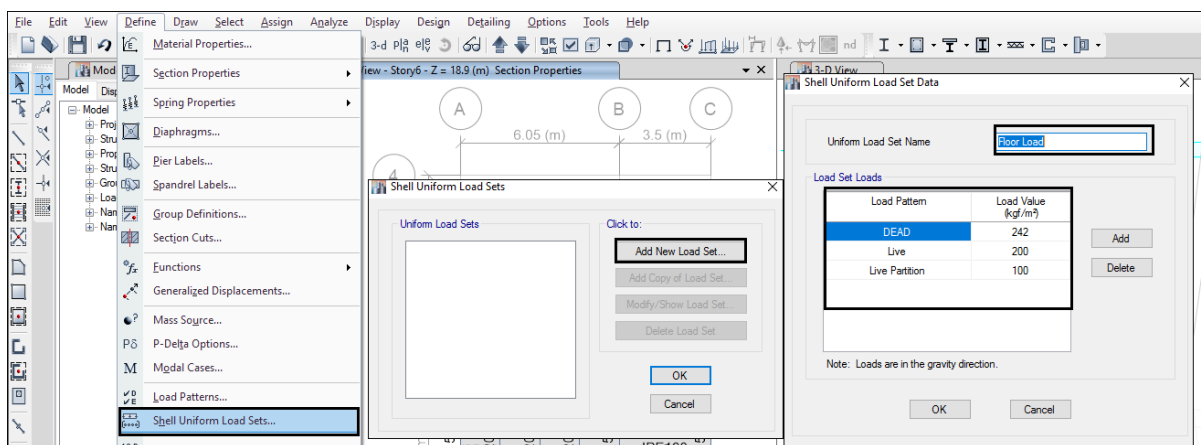 File Edit View Define Draw Select Assign Analyze Display Design Detailing Options Tools Help
3-d
nd
Material Properties...
Section Properties
Spring Properties
Diaphragms...
Pier Labels...
Spandrel Labels...
Group Definitions...
Section Cuts...
Functions
Generalized Displacements...
Mass Source...
P-Delta Options...
Modal Cases...
Load Patterns...
Shell Uniform Load Sets...
Model
Model
iew - Story6 - Z = 18.9 (m) Section Properties
A B C
6.05 (m) 3.5 (m)
4
3-D View
Shell Uniform Load Sets
Uniform Load Sets
Click to:
Add New Load Set...
Add Copy of Load Set...
Modify/Show Load Set...
Delete Load Set
OK
Cancel
Shell Uniform Load Set Data
Uniform Load Set Name Floor Load
Load Set Loads
Load Pattern Load Value
(kgf/m²)
DEAD 242
Live 200
Live Partition 100
Add
Delete
Note: Loads are in the gravity direction.
OK Cancel